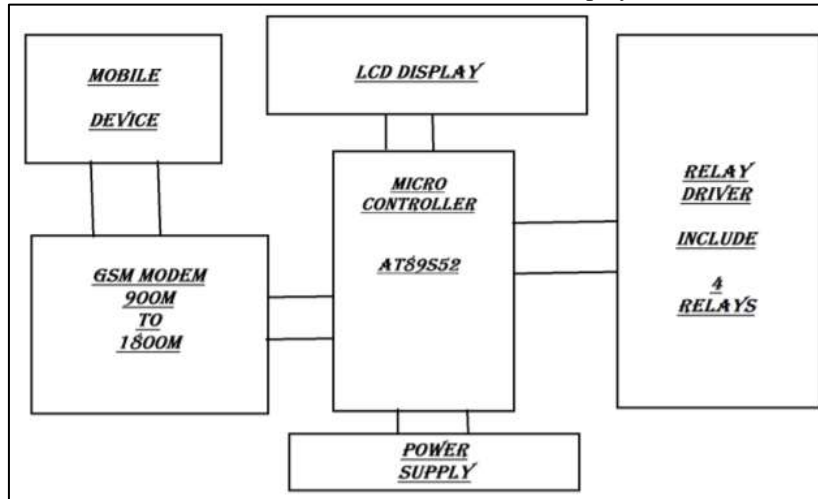 MOBILE
DEVICE
LCD DISPLAY
MICRO
CONTROLLER
AT89S52
RELAY
DRIVER
INCLUDE
4
RELAYS
GSM MODEM
900M
TO
1800M
POWER
SUPPLY